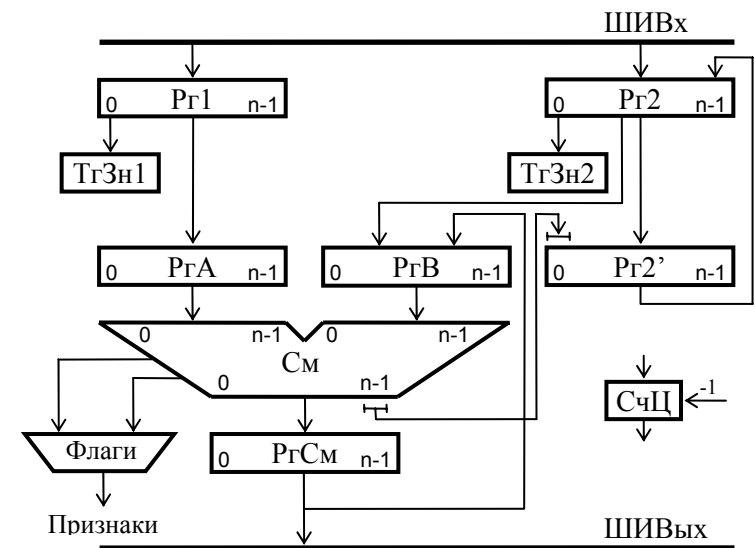 ШИВх
0 Рг1 n-1
0 Рг2 n-1
ТгЗн1
ТгЗн2
0 РгА n-1
0 РгВ n-1
0 Рг2’ n-1
0 n-1 0 n-1
См
0 n-1
-1
СчЦ
Флаги
0 РгСм n-1
Признаки
ШИВых